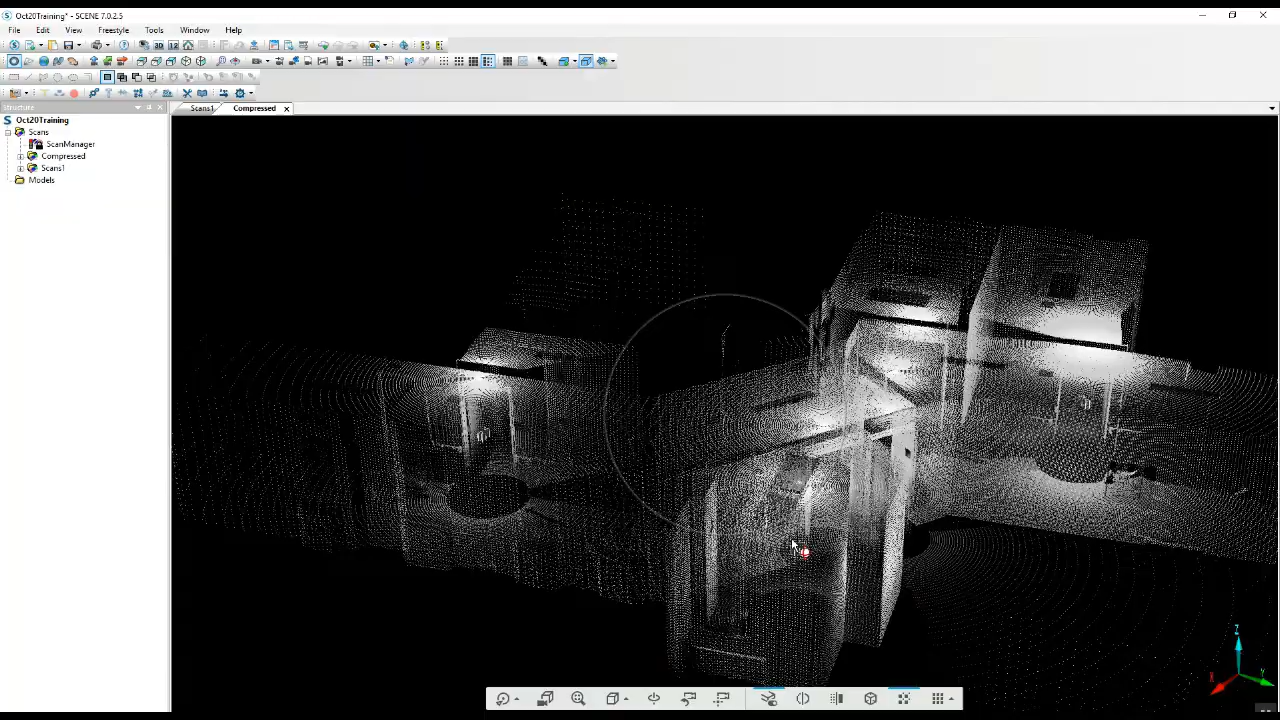 Oct20Training* - SCENE 7.0.2.5
File Edit View Freestyle Tools Window Help
Structure
Scans1 Compressed
Oct20Training
Scans
ScanManager
Compressed
Scans1
Models
Z
X Y